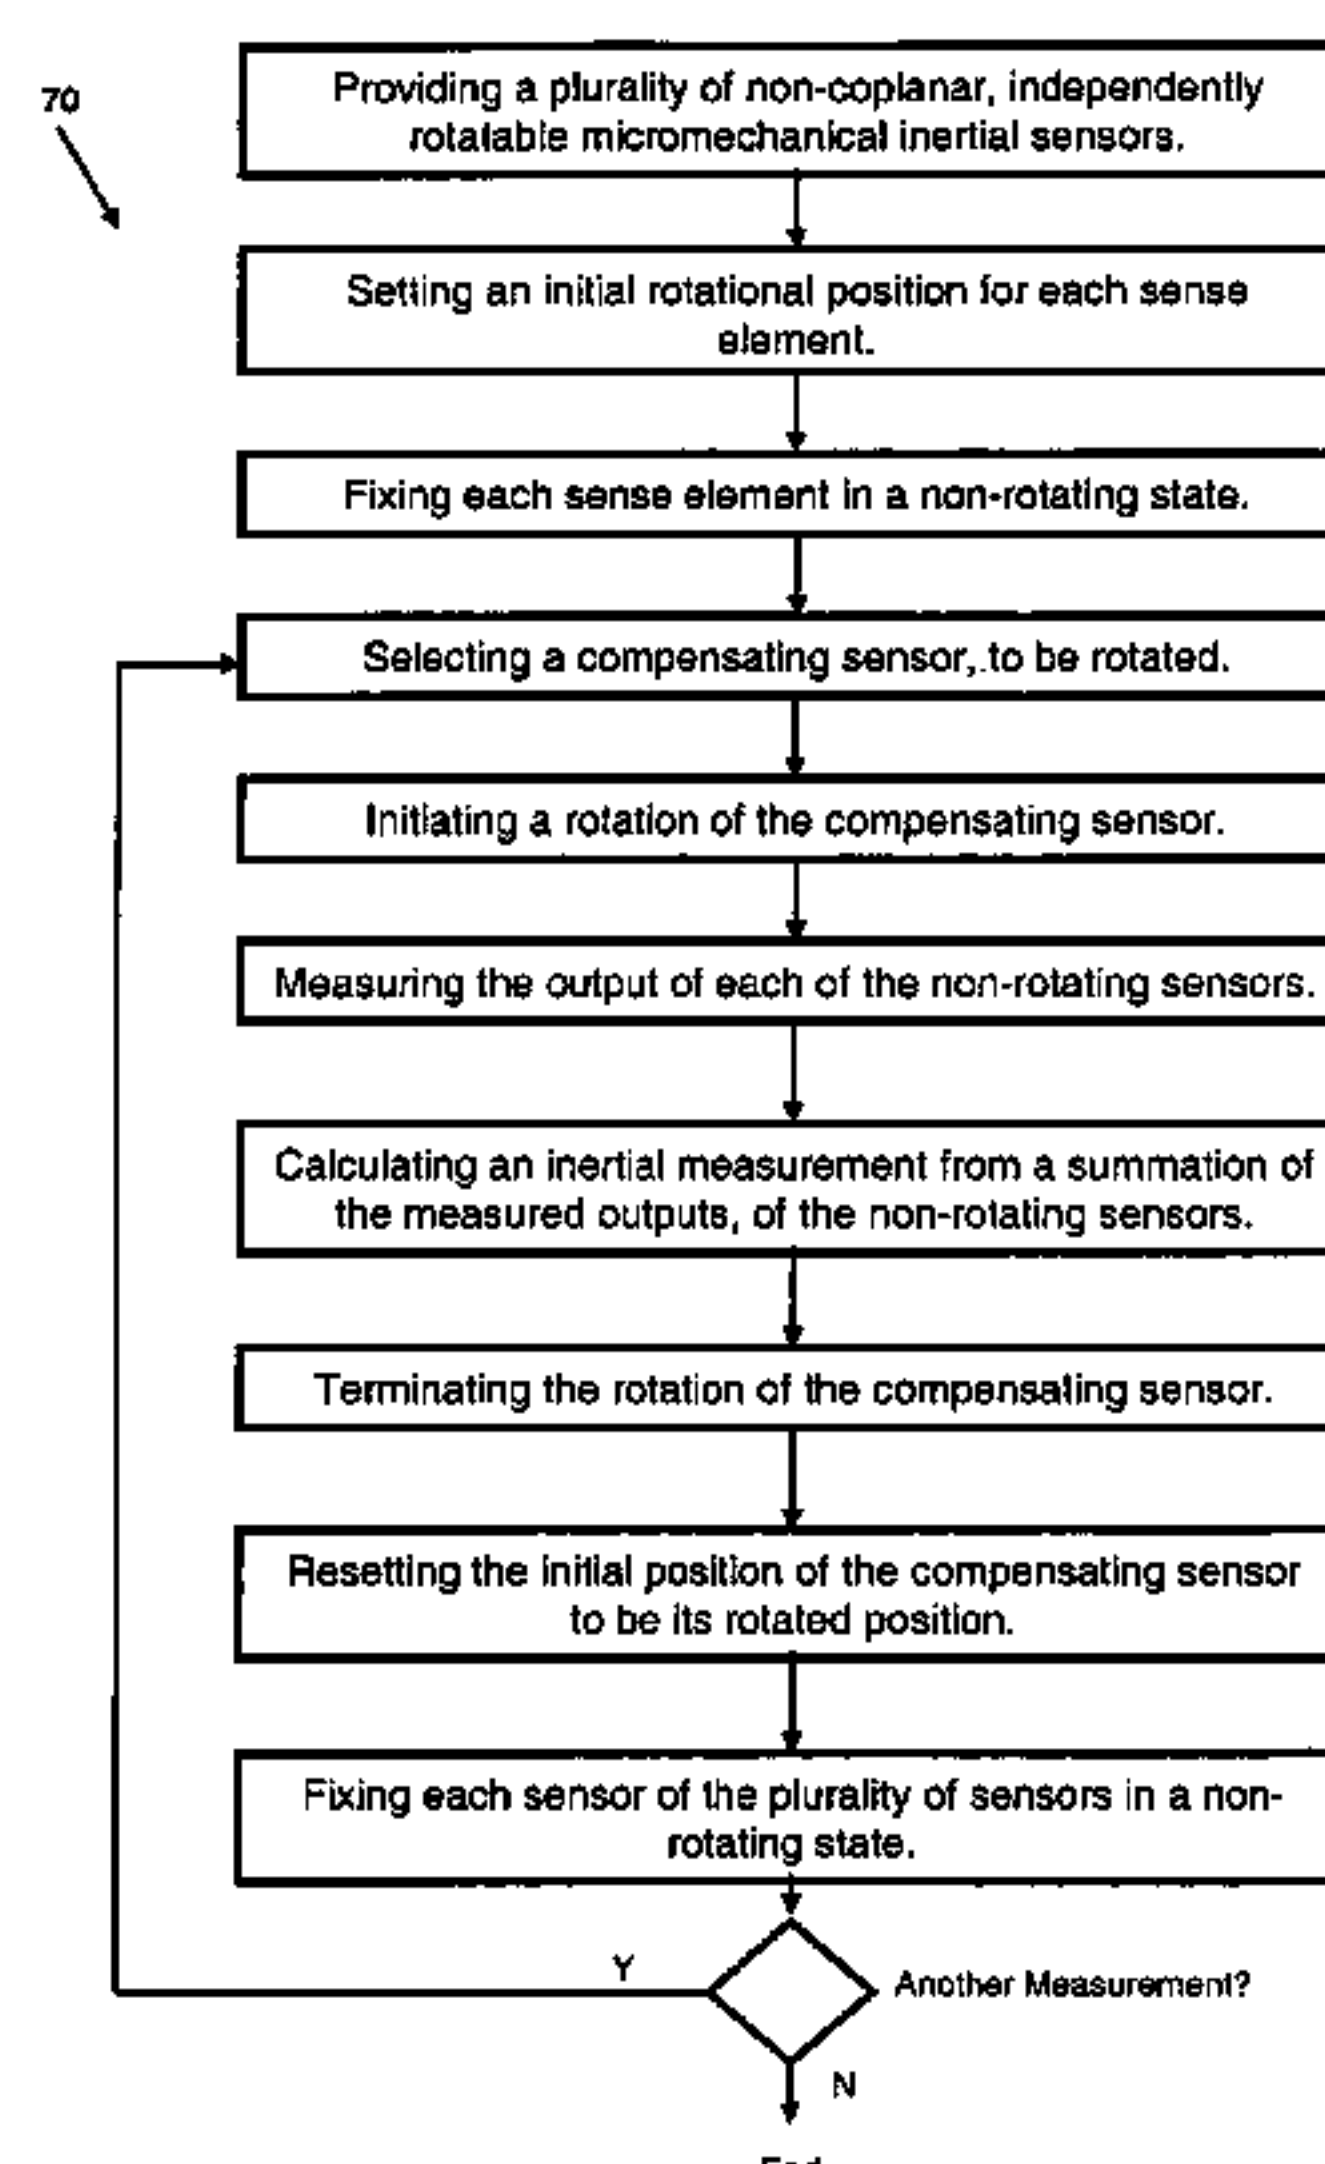 70
Providing a plurality of non-coplanar, independently
rotatable micromechanical inertial sensors.
Setting an initial rotational position for each sense
element.
Fixing each sense element in a non-rotating state.
Selecting a compensating sensor, to be rotated.
Initiating a rotation of the compensating sensor.
Measuring the output of each of the non-rotating sensors.
Calculating an inertial measurement from a summation of
the measured outputs, of the non-rotating sensors.
Terminating the rotation of the compensating sensor.
Resetting the initial position of the compensating sensor
to be its rotated position.
Fixing each sensor of the plurality of sensors in a non-
rotating state.
Y
Another Measurement?
N